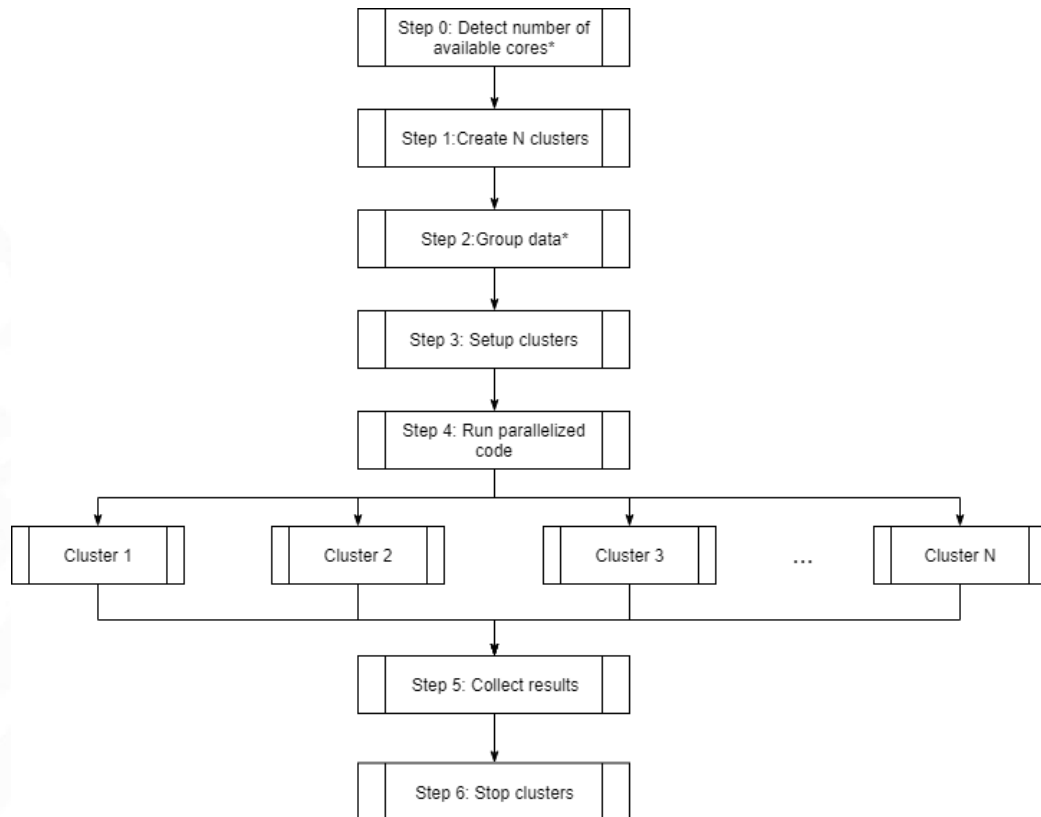 Step 0: Detect number of
available cores*
Step 1:Create N clusters
Step 2:Group data*
Step 3: Setup clusters
Step 4: Run parallelized
code
Cluster 1
Cluster 2
Cluster 3
...
Cluster N
Step 5: Collect results
Step 6: Stop clusters